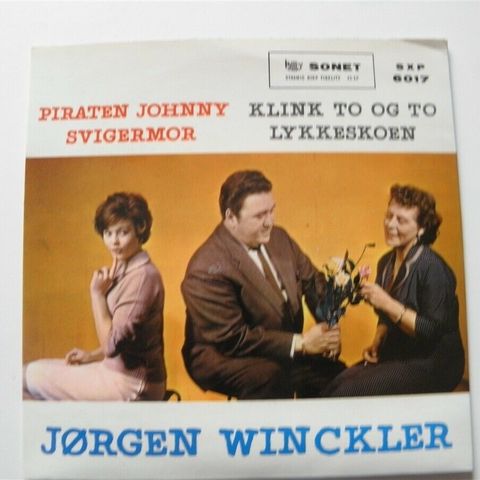 SONET
SXP
6017
PIRATEN JOHNNY
SVIGERMOR
KLINK TO OG TO
LYKKESKOEN
JØRGEN WINCKLER